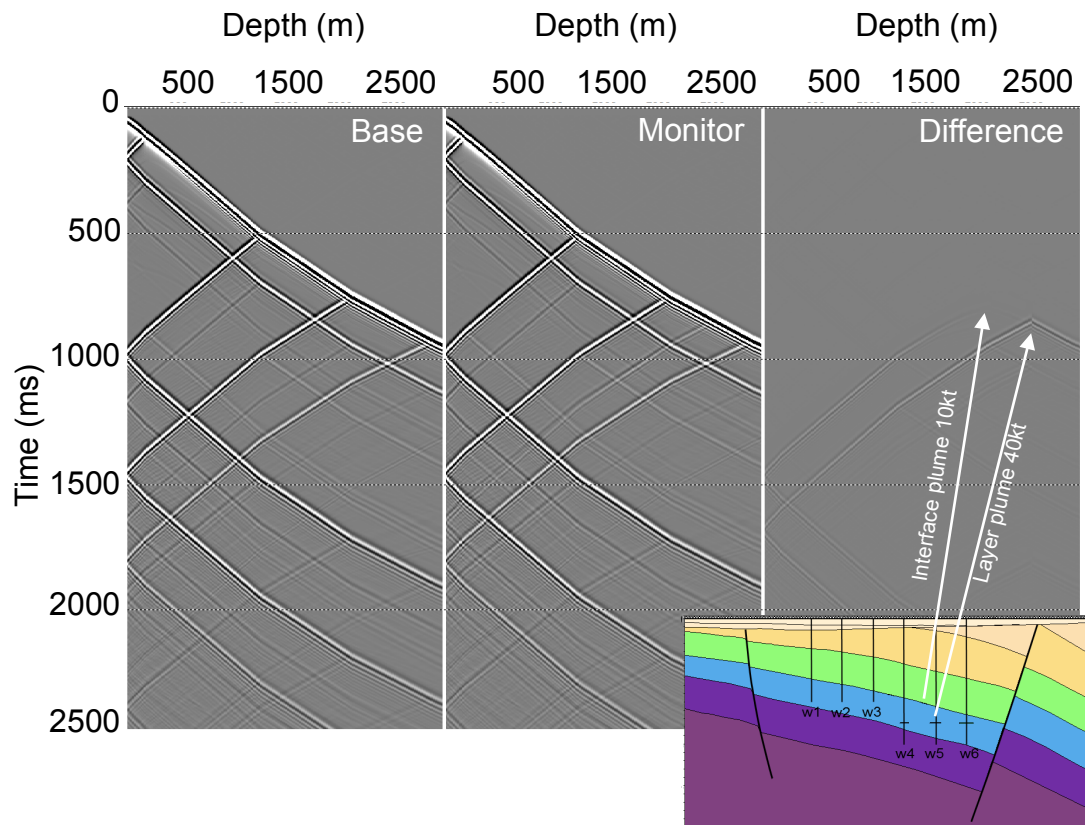 Depth (m) Depth (m) Depth (m)
500 1500 2500 500 1500 2500 500 1500 2500
0
Base Monitor Difference
500
1000
1500
2000
2500
Time (ms)
Interface plume 10kt
Layer plume 40kt
w1 w2 w3
w4 w5 w6